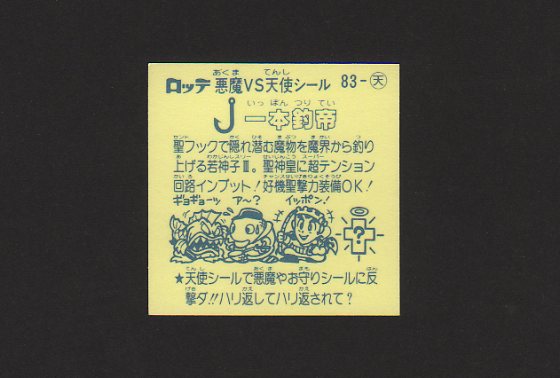 ロッテ 悪魔VS天使シール 83-天
一本釣帝
聖フックで隠れ潜む魔物を魔界から釣り
上げる若神子Ⅲ。聖神皇に超テンション
回路インプット!好機聖撃力装備OK!
ギョギョーッ ア〜? イッポン!
?
★天使シールで悪魔やお守りシールに反
撃ダ!!ハリ返してハリ返されて?